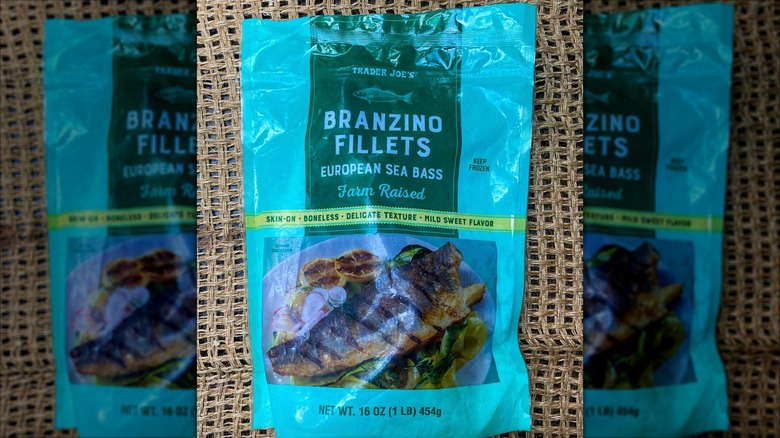 TRADER JOE'S
BRANZINO
FILLETS
EUROPEAN SEA BASS
Farm Raised
KEEP
FROZEN
SKIN-ON • BONELESS • DELICATE TEXTURE • MILD SWEET FLAVOR
NET WT. 16 OZ (1 LB) 454g